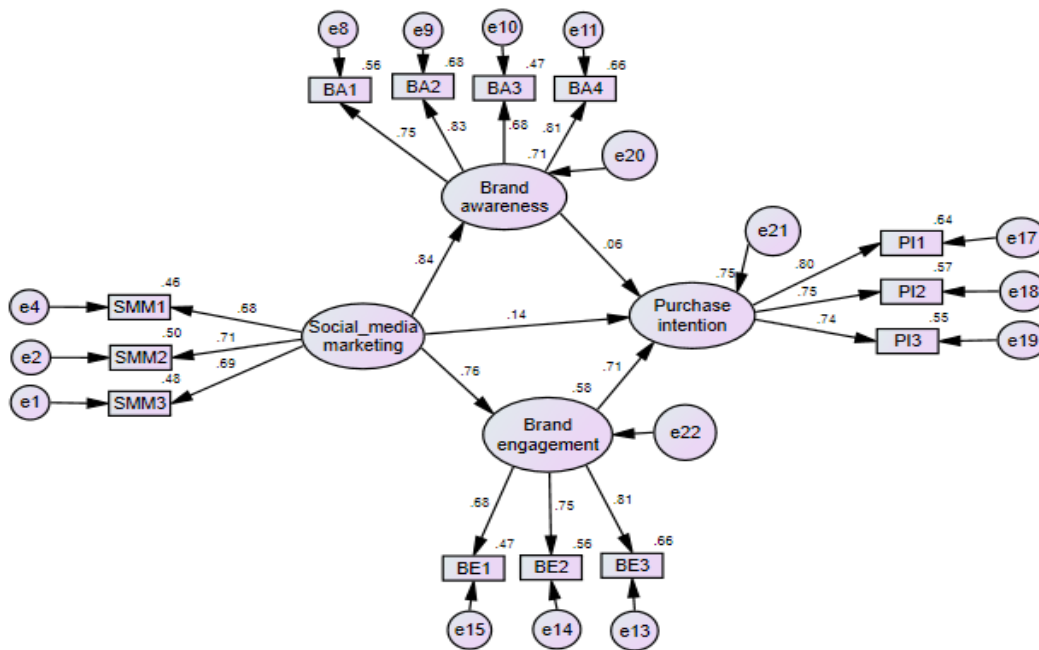 e8
e9
e10
e11
.56
.68
.47
.66
BA1
BA2
BA3
BA4
.75
.83
.68
.81
.71
e20
Brand
awareness
e21
.84
.06
.64
PI1
e17
.80
.75
.57
PI2
e18
.75
Purchase
intention
.74
.55
PI3
e19
.46
e4
SMM1
.68
Social_media
marketing
.14
.50
e2
SMM2
.71
.69
.48
e1
SMM3
.76
.71
.58
Brand
engagement
e22
.68
.75
.81
.47
.56
.66
BE1
BE2
BE3
e15
e14
e13